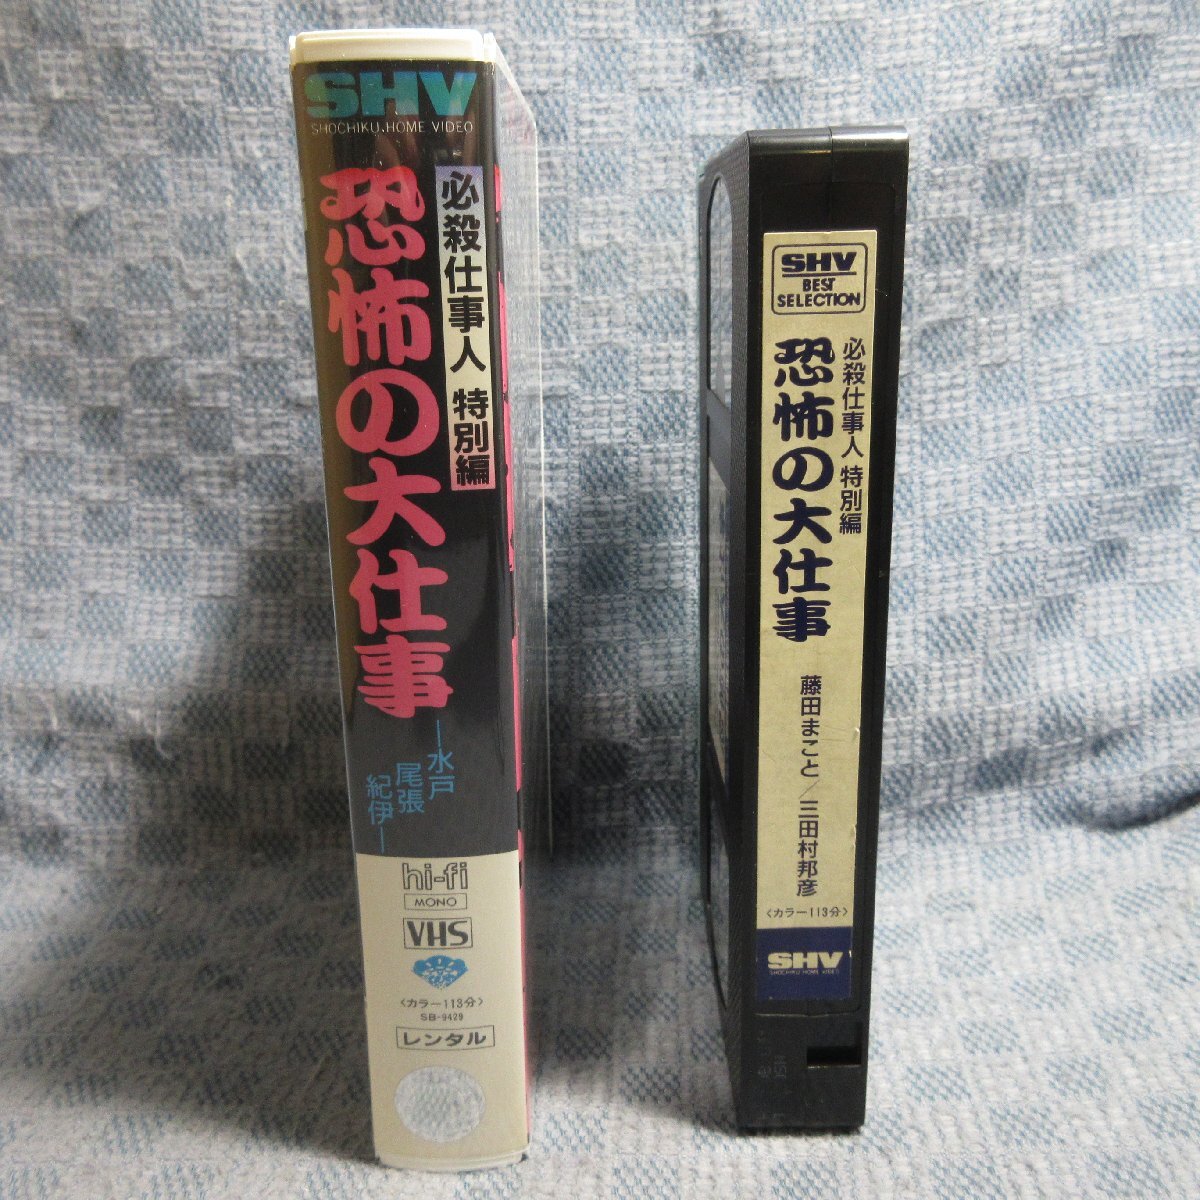 SHV
SHOCHIKU HOME VIDEO
必殺仕事人 特別編
恐怖の大仕事
―水戸
尾張
紀伊―
hi-fi
MONO
VHS
〈カラー113分〉
SB-9429
レンタル
SHV
BEST
SELECTION
必殺仕事人 特別編
恐怖の大仕事
藤田まこと/三田村邦彦
〈カラー113分〉
SHV
SHOCHIKU HOME VIDEO